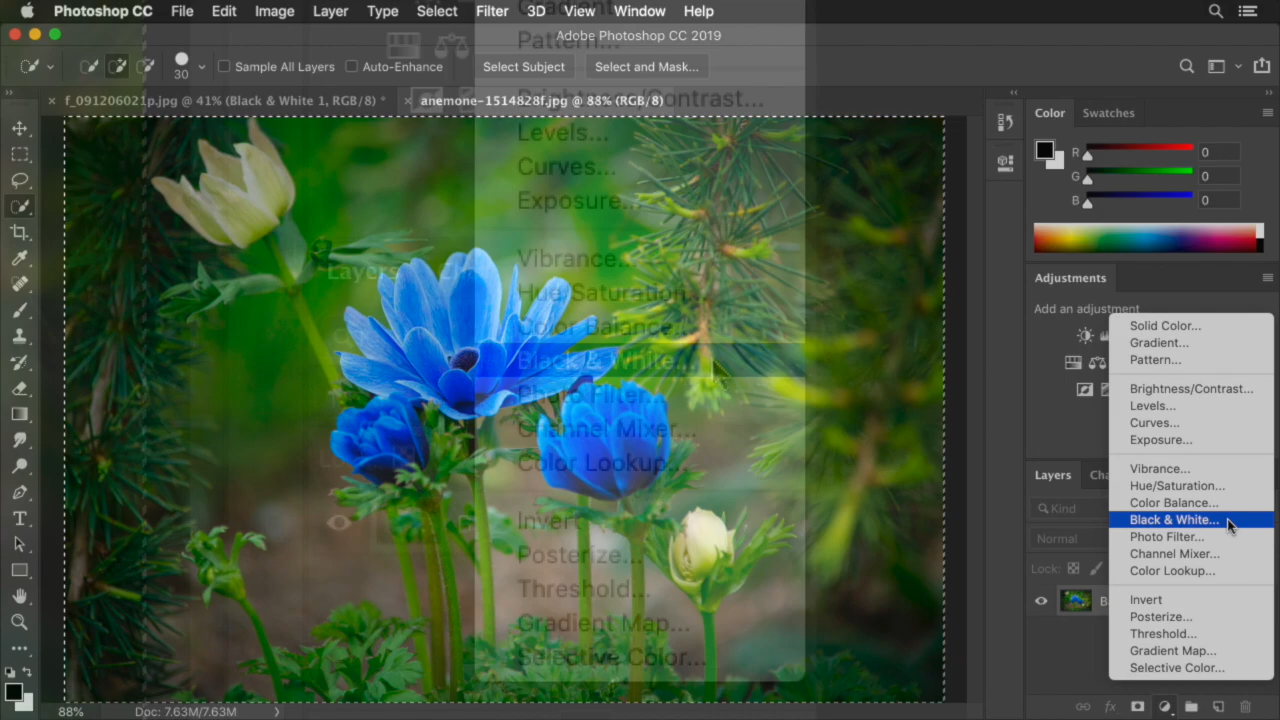 Photoshop CC File Edit Image Layer Type Select Filter 3D View Window Help
Adobe Photoshop CC 2019
30 Sample All Layers Auto-Enhance Select Subject Select and Mask...
f_091206021p.jpg @ 41% (Black & White 1, RGB/8) * anemone-1514828f.jpg @ 88% (RGB/8)
Gradient
Pattern...
Brightness/Contrast...
Levels...
Curves...
Exposure...
Vibrance...
Hue/Saturation...
Color Balance...
Black & White...
Photo Filter...
Channel Mixer...
Color Lookup...
Invert
Posterize...
Threshold...
Gradient Map...
Selective Color...
Layers
Color Swatches
R 0
G 0
B 0
Adjustments
Add an adjustment
Layers Cha
Kind
Normal
Lock:
B
Solid Color...
Gradient...
Pattern...
Brightness/Contrast...
Levels...
Curves...
Exposure...
Vibrance...
Hue/Saturation...
Color Balance...
Black & White...
Photo Filter...
Channel Mixer...
Color Lookup...
Invert
Posterize...
Threshold...
Gradient Map...
Selective Color...
fx
88% Doc: 7.63M/7.63M